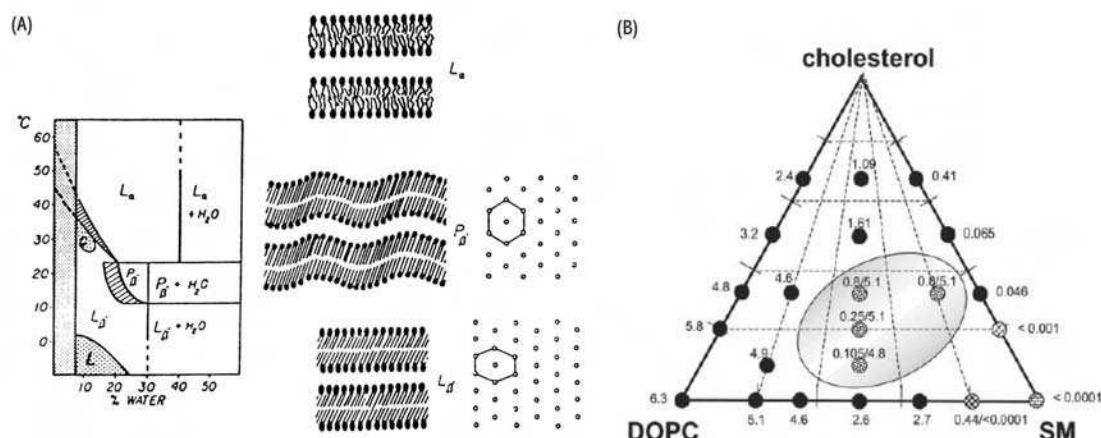 (A)
°C
60
50
40
30
20
10
0
10 20 30 40 50
% WATER
Lα
Lα
+ H2O
C
Pβ'
Pβ' + H2O
Lβ'
Lβ' + H2O
L
Lα
Pβ'
Lβ'
(B)
cholesterol
2.4 1.09 0.41
3.2 1.61 0.065
4.8 4.6 0.8/5.1 0.8/5.1 0.046
5.8 0.25/5.1 < 0.001
4.9 0.105/4.8
6.3 < 0.0001
5.1 4.6 2.6 2.7 0.44/<0.0001
DOPC SM